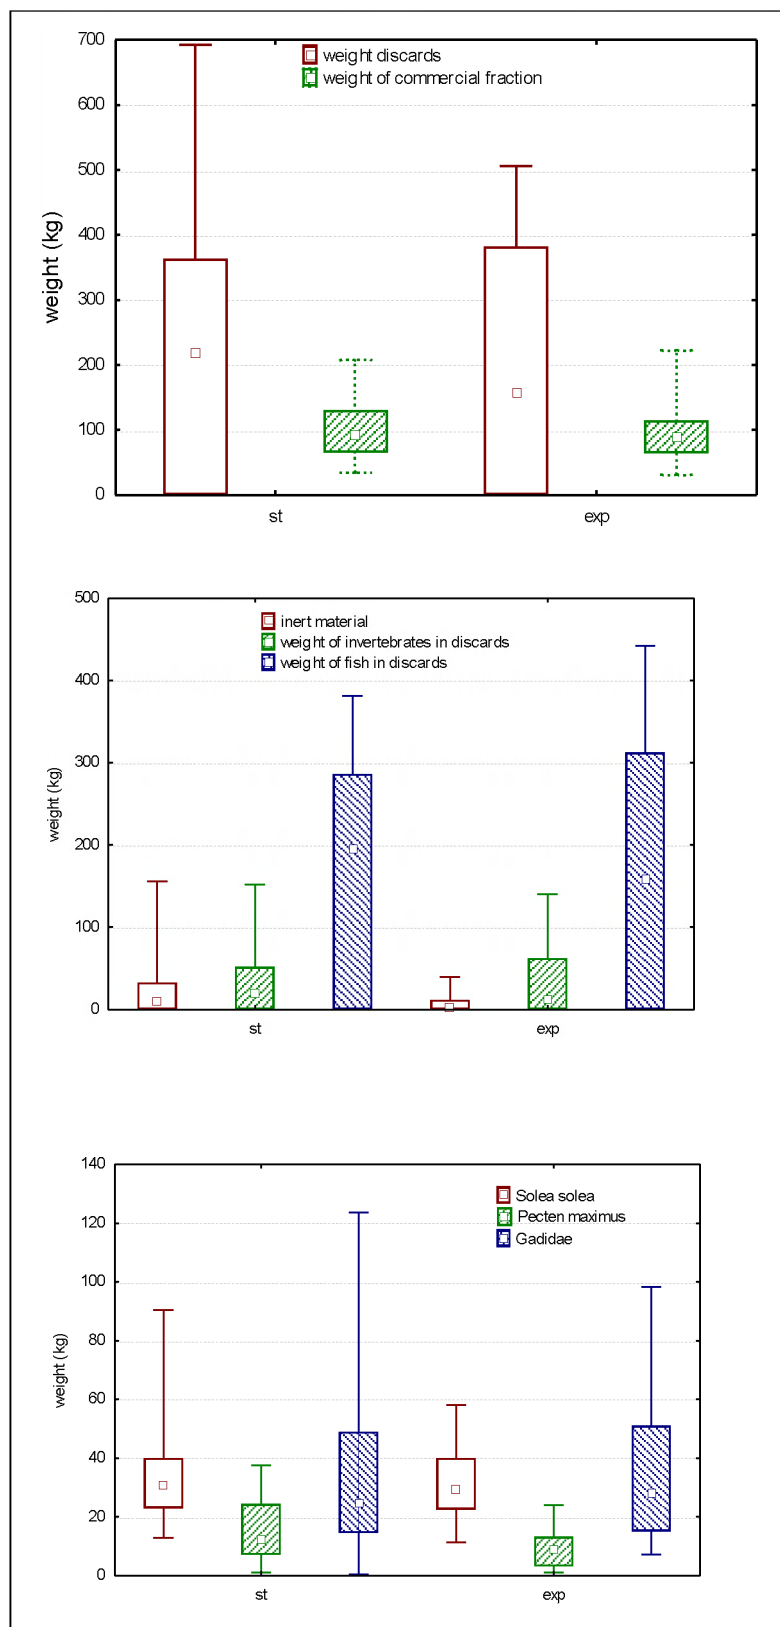 700
weight discards
weight of commercial fraction
600
500
400
weight (kg)
300
200
100
0
st exp
500
inert material
weight of invertebrates in discards
weight of fish in discards
400
300
weight (kg)
200
100
0
st exp
140
Solea solea
Pecten maximus
Gadidae
120
100
80
weight (kg)
60
40
20
0
st exp